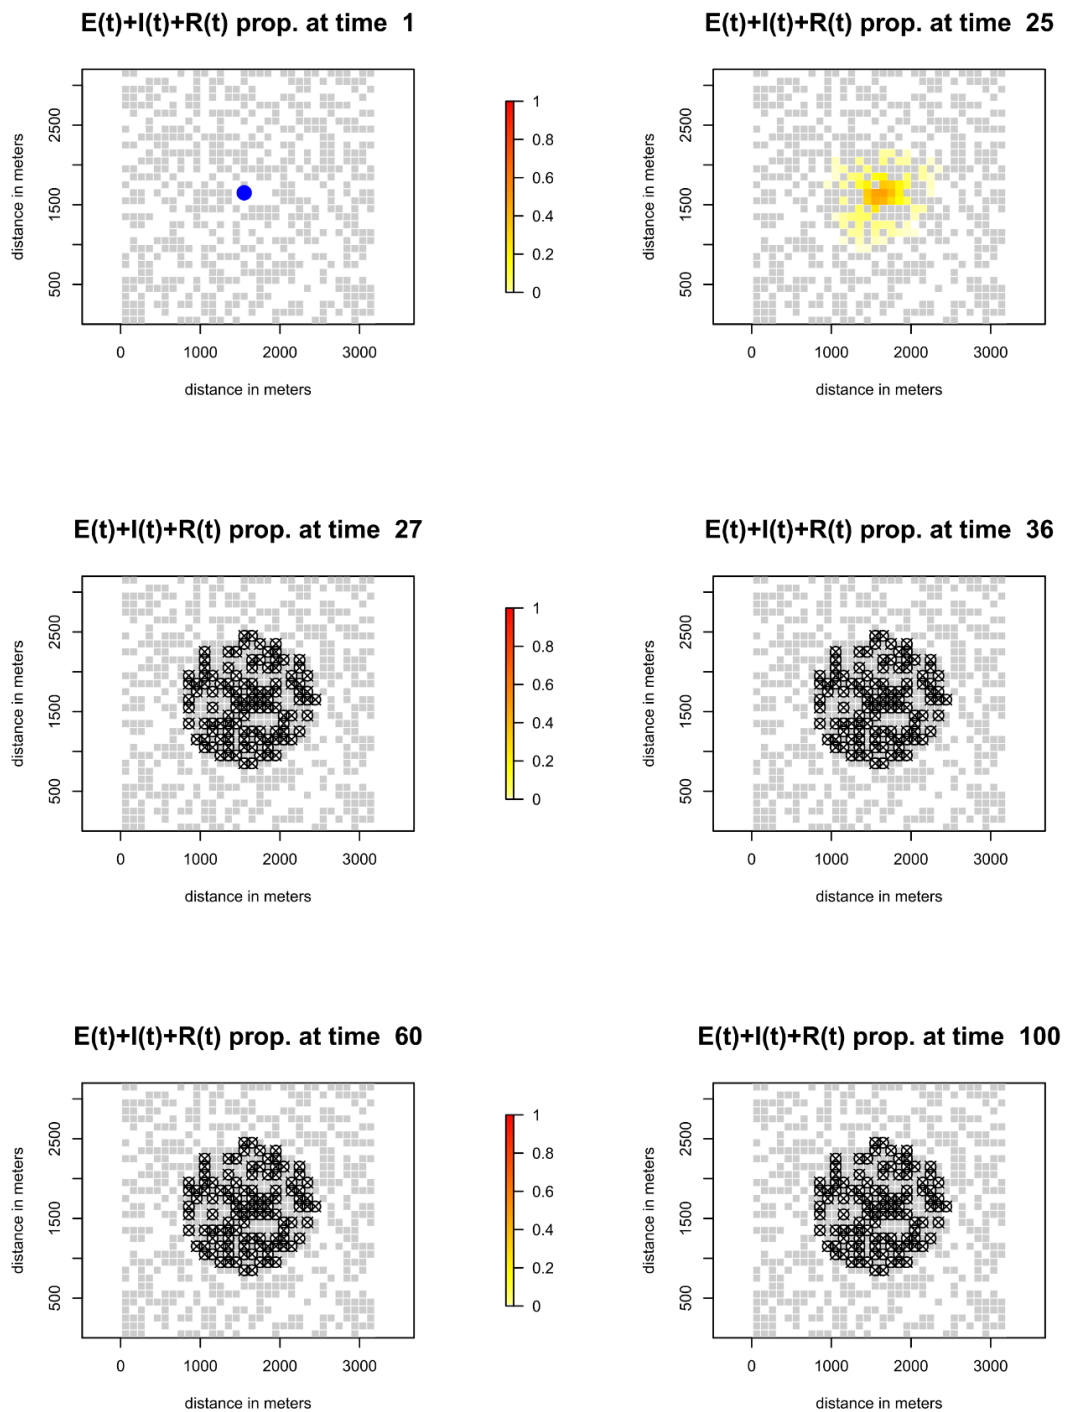 E(t)+I(t)+R(t) prop. at time 1
distance in meters
2500
1500
500
0 1000 2000 3000
distance in meters
1
0.8
0.6
0.4
0.2
0
E(t)+I(t)+R(t) prop. at time 25
distance in meters
2500
1500
500
0 1000 2000 3000
distance in meters
E(t)+I(t)+R(t) prop. at time 27
distance in meters
2500
1500
500
0 1000 2000 3000
distance in meters
1
0.8
0.6
0.4
0.2
0
E(t)+I(t)+R(t) prop. at time 36
distance in meters
2500
1500
500
0 1000 2000 3000
distance in meters
E(t)+I(t)+R(t) prop. at time 60
distance in meters
2500
1500
500
0 1000 2000 3000
distance in meters
1
0.8
0.6
0.4
0.2
0
E(t)+I(t)+R(t) prop. at time 100
distance in meters
2500
1500
500
0 1000 2000 3000
distance in meters